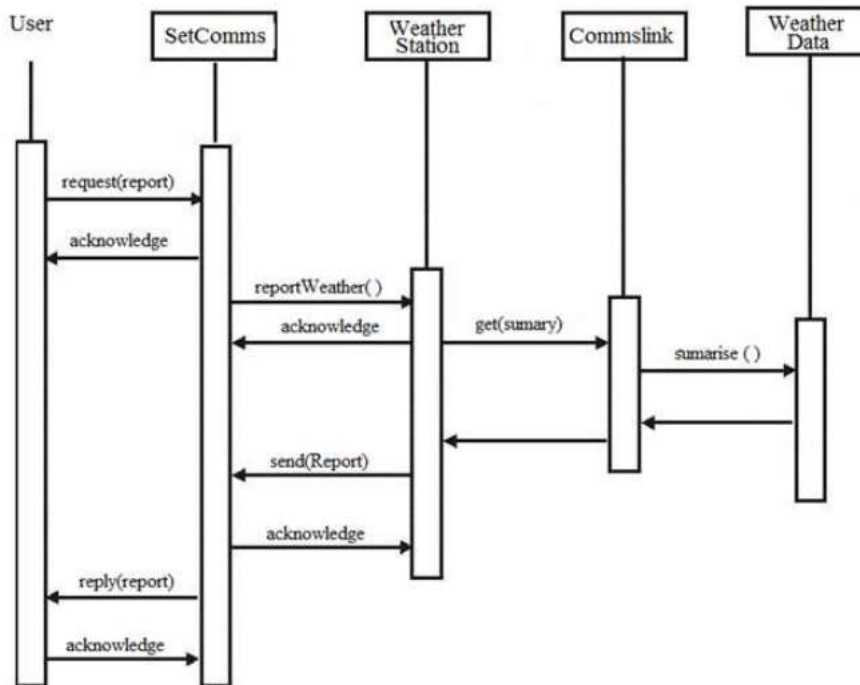 User
SetComms
Weather
Station
Commslink
Weather
Data
request(report)
acknowledge
reportWeather( )
acknowledge
get(sumary)
sumarise ( )
send(Report)
acknowledge
reply(report)
acknowledge